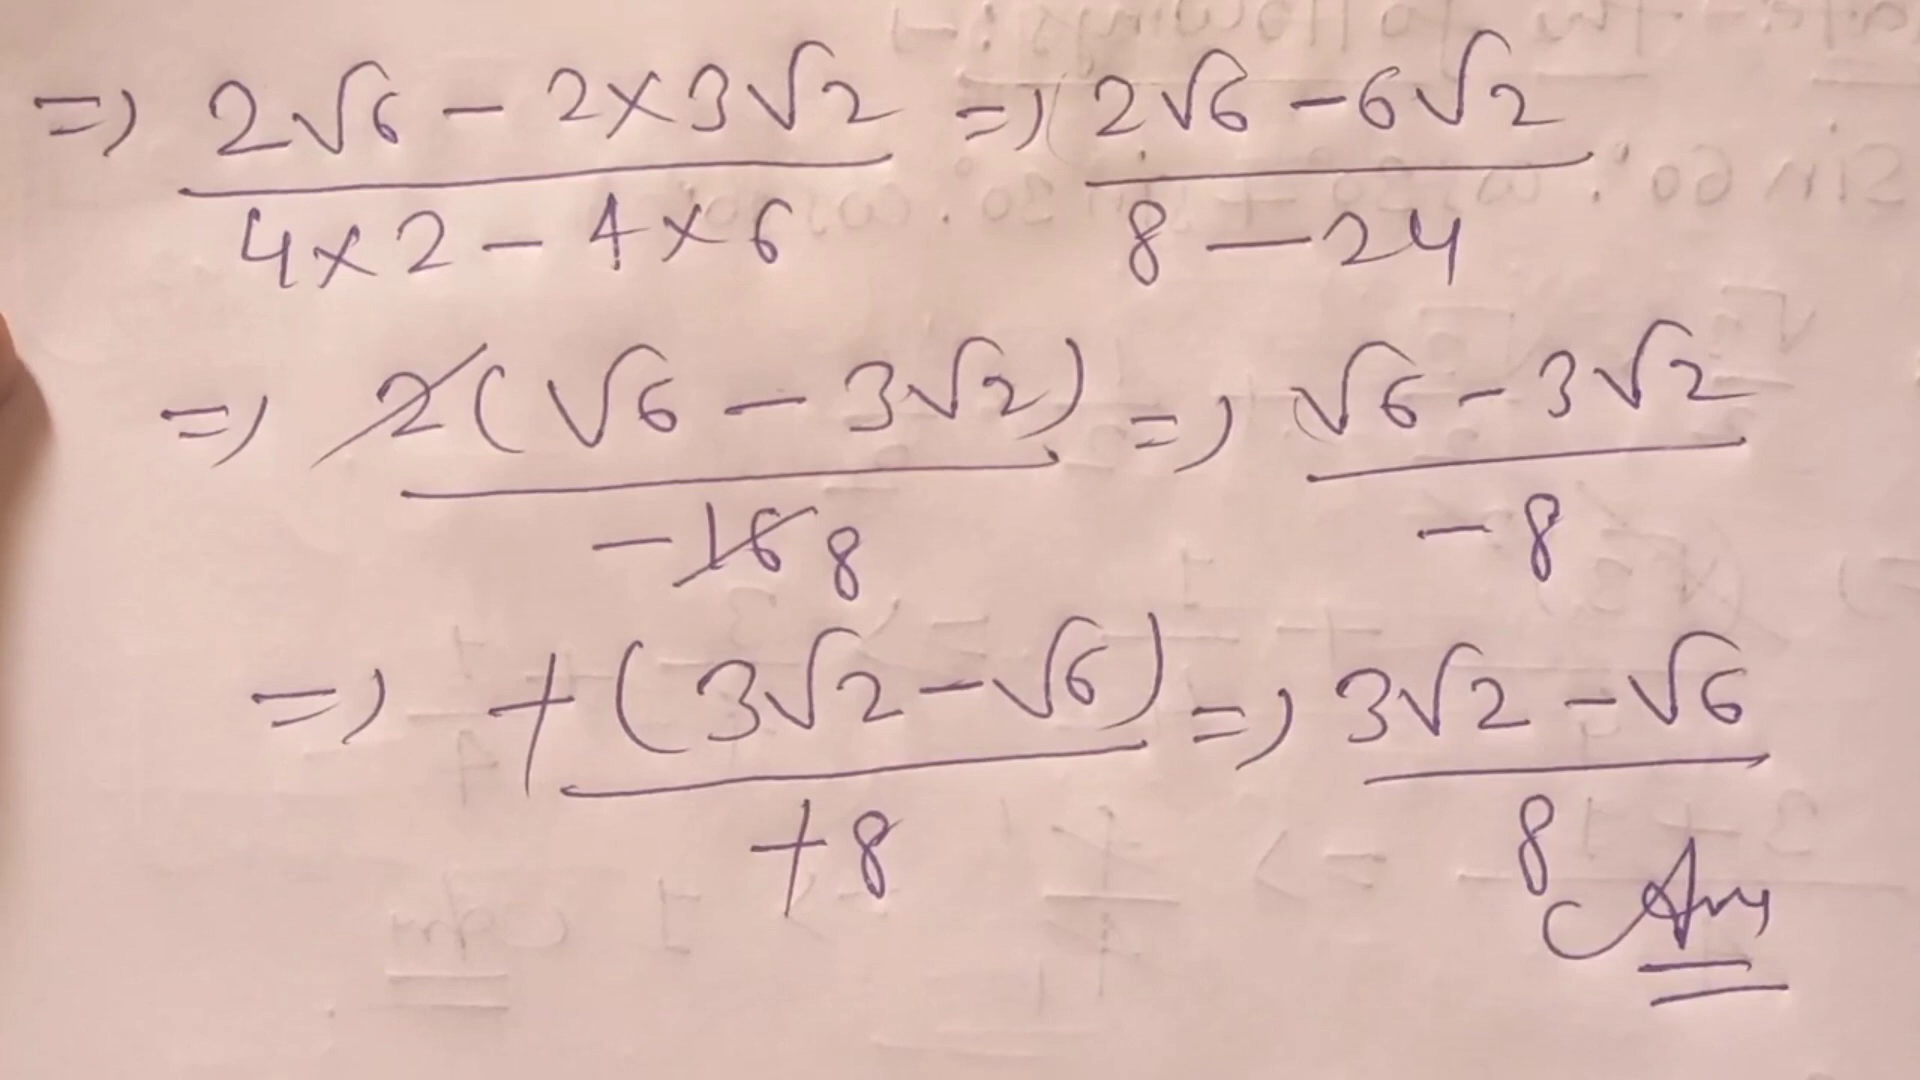 =) (2√6 - 2×3√2)/(4×2 - 4×6) =) (2√6 - 6√2)/(8 - 24)
=) 2(√6 - 3√2)/(-16 8) =) (√6 - 3√2)/(-8)
=) +(3√2 - √6)/(+8) =) (3√2 - √6)/8 Ans